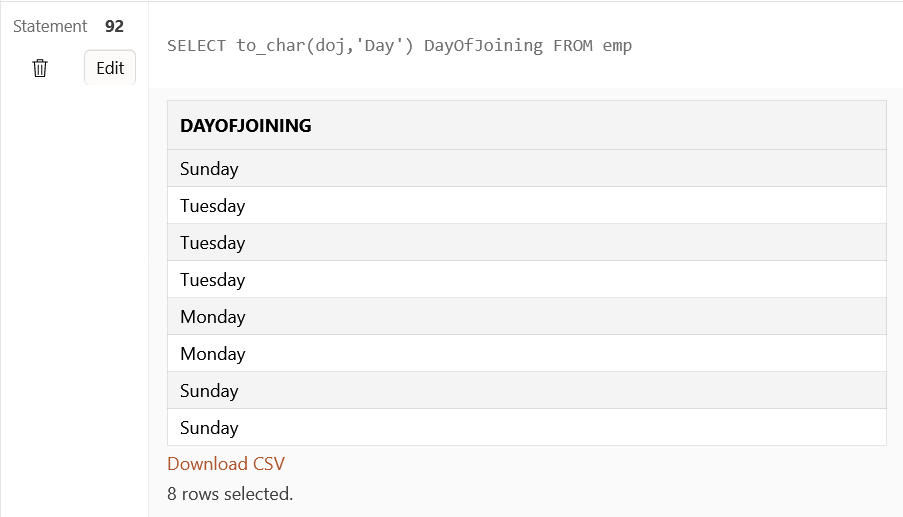 Statement 92
Edit
SELECT to_char(doj,'Day') DayOfJoining FROM emp
DAYOFJOINING
Sunday
Tuesday
Tuesday
Tuesday
Monday
Monday
Sunday
Sunday
Download CSV
8 rows selected.